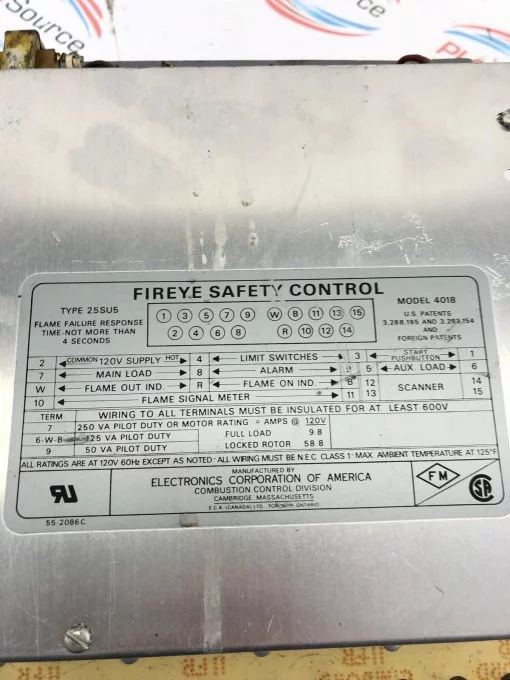 Source
FIREYE SAFETY CONTROL
TYPE 25SU5
FLAME FAILURE RESPONSE
TIME-NOT MORE THAN
4 SECONDS
1 3 5 7 9 W B 11 13 15
2 4 6 8 R 10 12 14
MODEL 4018
U.S. PATENTS
3,288,195 AND 3,283,154
AND
FOREIGN PATENTS
2 COMMON 120V SUPPLY HOT 4 LIMIT SWITCHES 3 START PUSHBUTTON 1
7 MAIN LOAD 8 ALARM 9 5 AUX. LOAD 6
W FLAME OUT IND. R FLAME ON IND. B 12 SCANNER 14
10 FLAME SIGNAL METER 11 13 15
TERM WIRING TO ALL TERMINALS MUST BE INSULATED FOR AT LEAST 600V
7 250 VA PILOT DUTY OR MOTOR RATING = AMPS @ 120V
6-W-B 125 VA PILOT DUTY FULL LOAD 9.8
9 50 VA PILOT DUTY LOCKED ROTOR 58.8
ALL RATINGS ARE AT 120V 60Hz EXCEPT AS NOTED. ALL WIRING MUST BE N.E.C. CLASS 1. MAX. AMBIENT TEMPERATURE AT 125°F
MANUFACTURED BY
ELECTRONICS CORPORATION OF AMERICA
COMBUSTION CONTROL DIVISION
CAMBRIDGE, MASSACHUSETTS
E.C.A. (CANADA) LTD. TORONTO, ONTARIO
FM
SA
55-2086C